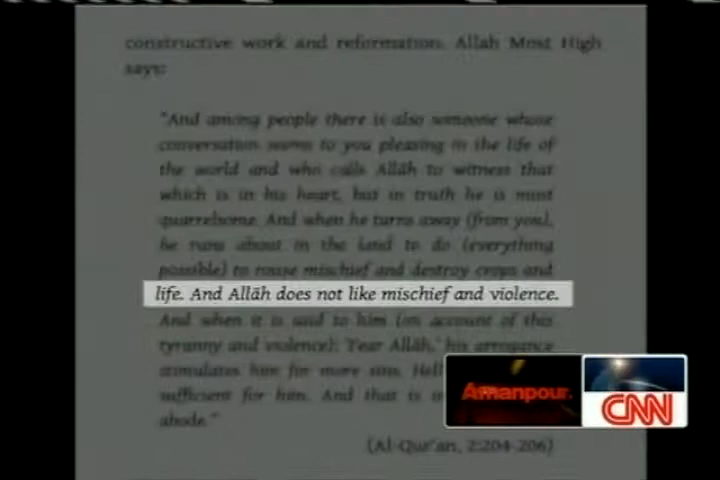 constructive work and reformation. Allah Most High
says:
"And among people there is also someone whose
conversation seems to you pleasing in the life of
the world and who calls Allāh to witness that
which is in his heart, but in truth he is most
quarrelsome. And when he turns away (from you),
he runs about in the land to do (everything
possible) to rouse mischief and destroy crops and
life. And Allāh does not like mischief and violence.
And when it is said to him (on account of this
tyranny and violence): 'Fear Allāh,' his arrogance
stimulates him for more sins. Hell
sufficient for him. And that is
abode."
(Al-Qur'an, 2:204-206)
Amanpour.
CNN